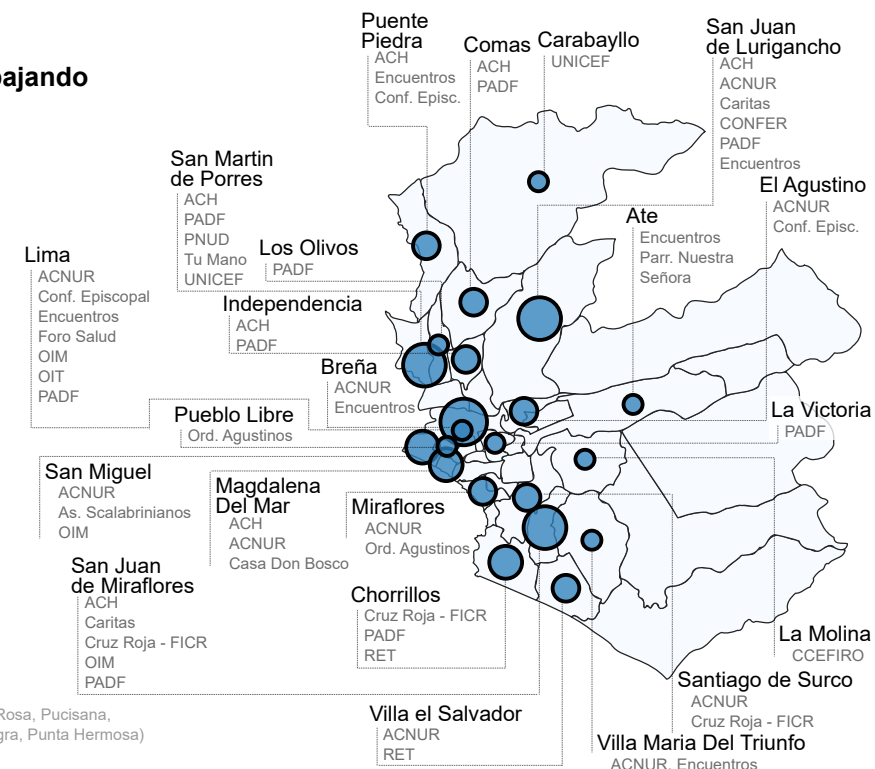 bajando
Puente
Piedra
ACH
Encuentros
Conf. Episc.
Comas
ACH
PADF
Carabayllo
UNICEF
San Juan
de Lurigancho
ACH
ACNUR
Caritas
CONFER
PADF
Encuentros
San Martin
de Porres
ACH
PADF
PNUD
Tu Mano
UNICEF
El Agustino
ACNUR
Conf. Episc.
Ate
Encuentros
Parr. Nuestra
Señora
Lima
ACNUR
Conf. Episcopal
Encuentros
Foro Salud
OIM
OIT
PADF
Los Olivos
PADF
Independencia
ACH
PADF
Breña
ACNUR
Encuentros
Pueblo Libre
Ord. Agustinos
La Victoria
PADF
San Miguel
ACNUR
As. Scalabrinianos
OIM
Magdalena
Del Mar
ACH
ACNUR
Casa Don Bosco
Miraflores
ACNUR
Ord. Agustinos
San Juan
de Miraflores
ACH
Caritas
Cruz Roja - FICR
OIM
PADF
Chorrillos
Cruz Roja - FICR
PADF
RET
La Molina
CCEFIRO
Santiago de Surco
ACNUR
Cruz Roja - FICR
Rosa, Pucisana,
gra, Punta Hermosa)
Villa el Salvador
ACNUR
RET
Villa Maria Del Triunfo
ACNUR, Encuentros